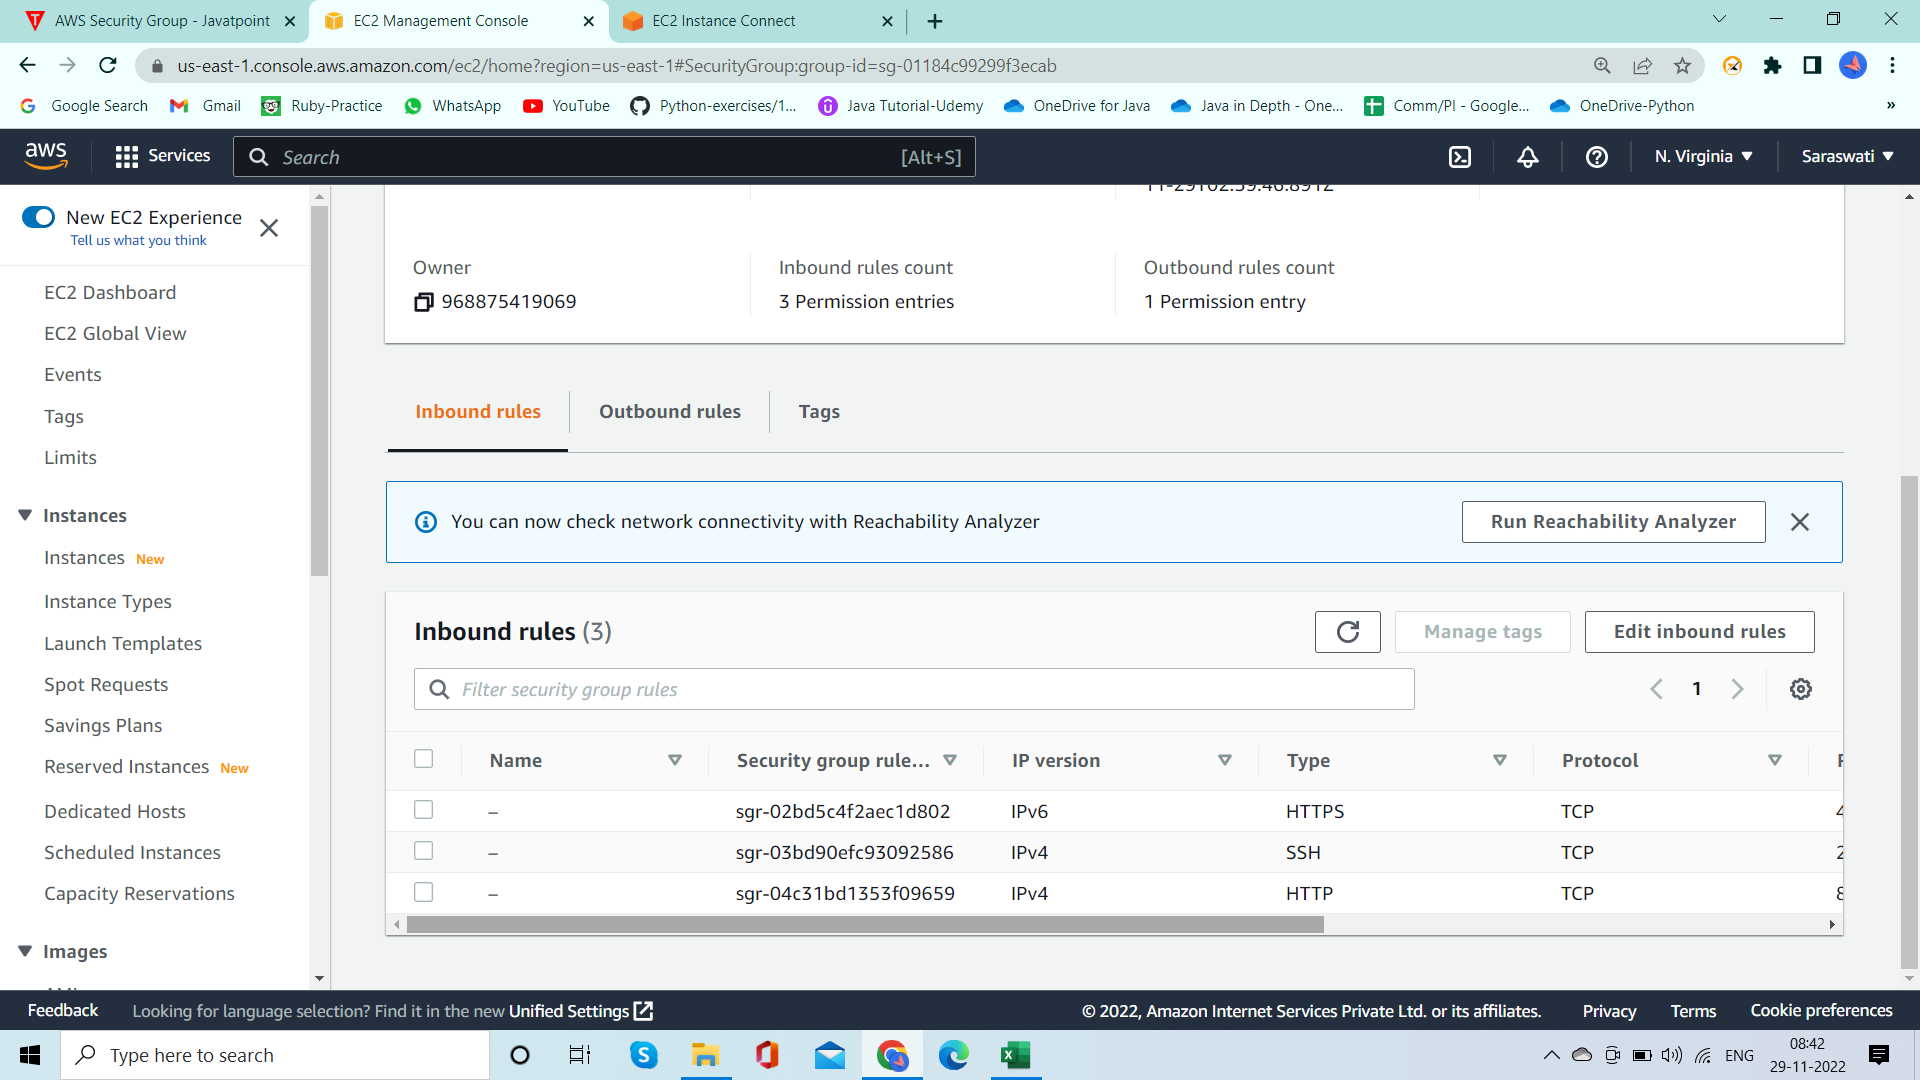 AWS Security Group - Javatpoint
EC2 Management Console
EC2 Instance Connect
us-east-1.console.aws.amazon.com/ec2/home?region=us-east-1#SecurityGroup:group-id=sg-01184c99299f3ecab
Google Search
Gmail
Ruby-Practice
WhatsApp
YouTube
Python-exercises/1...
Java Tutorial-Udemy
OneDrive for Java
Java in Depth - One...
Comm/PI - Google...
OneDrive-Python
»
aws
Services
Search
[Alt+S]
N. Virginia
Saraswati
New EC2 Experience
Tell us what you think
EC2 Dashboard
EC2 Global View
Events
Tags
Limits
Instances
Instances New
Instance Types
Launch Templates
Spot Requests
Savings Plans
Reserved Instances New
Dedicated Hosts
Scheduled Instances
Capacity Reservations
Images
Owner
968875419069
Inbound rules count
3 Permission entries
Outbound rules count
1 Permission entry
Inbound rules
Outbound rules
Tags
You can now check network connectivity with Reachability Analyzer
Run Reachability Analyzer
Inbound rules (3)
Manage tags
Edit inbound rules
Filter security group rules
1
Name
Security group rule...
IP version
Type
Protocol
– sgr-02bd5c4f2aec1d802 IPv6 HTTPS TCP
– sgr-03bd90efc93092586 IPv4 SSH TCP
– sgr-04c31bd1353f09659 IPv4 HTTP TCP
Feedback
Looking for language selection? Find it in the new Unified Settings
© 2022, Amazon Internet Services Private Ltd. or its affiliates.
Privacy
Terms
Cookie preferences
Type here to search
ENG
08:42
29-11-2022